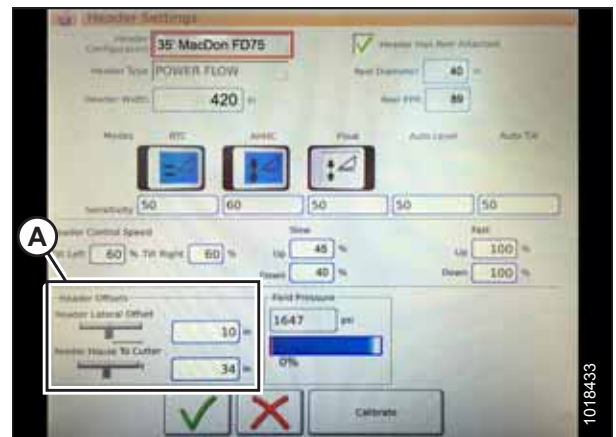 Header Settings
Header Configuration
35' MacDon FD75
Header Has Reel Attached
Header Type
POWER FLOW
Reel Diameter
40 in
Header Width
420 in
Reel PPR
89
Modes RTC AHHC Float Auto Level Auto Tilt
Sensitivity 50 60 50 50 50
A
Header Control Speed
Slow
Fast
Tilt Left 60 % Tilt Right 60 %
Up 48 %
Up 100 %
Down 40 %
Down 100 %
Header Offsets
Field Pressure
Header Lateral Offset
10 in
1647 psi
Feeder House To Cutter
34 in
0%
Calibrate
1018433